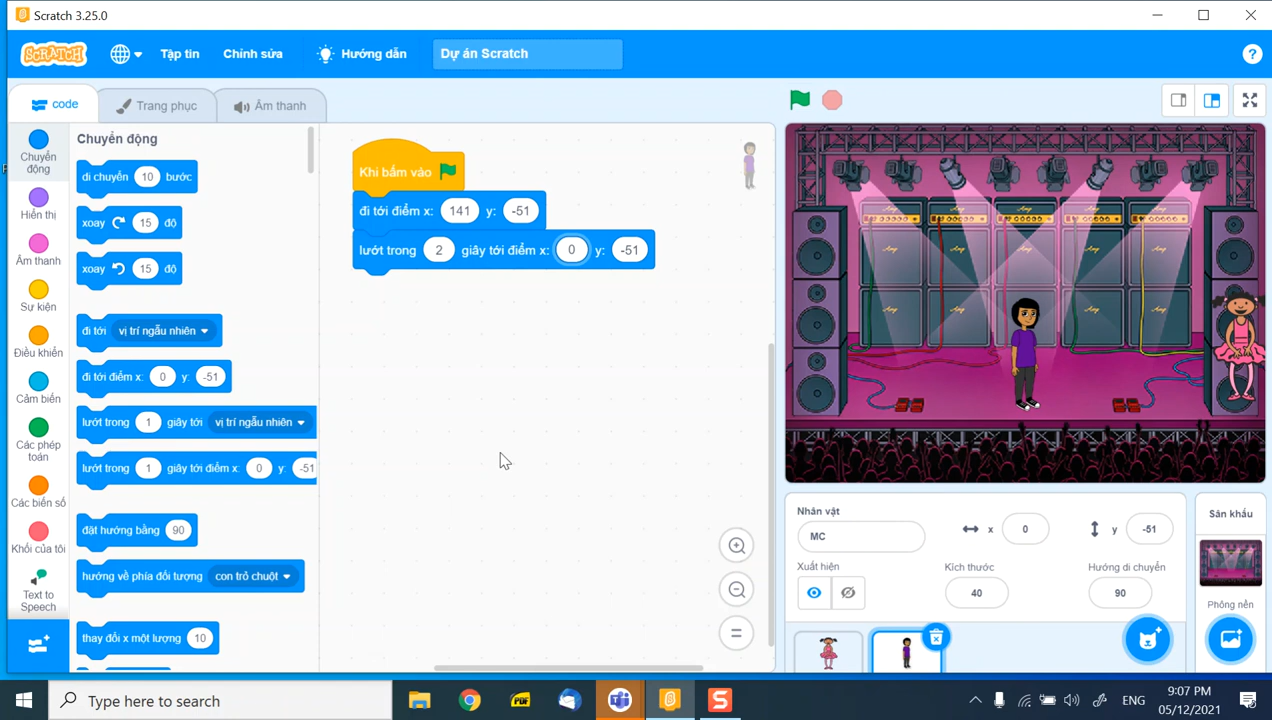 Scratch 3.25.0
SCRATCH
Tập tin
Chính sửa
Hướng dẫn
Dự án Scratch
?
code
Trang phục
Âm thanh
Chuyển động
Chuyển động
di chuyển 10 bước
xoay 15 độ
xoay 15 độ
đi tới vị trí ngẫu nhiên
đi tới điểm x: 0 y: -51
lướt trong 1 giây tới vị trí ngẫu nhiên
lướt trong 1 giây tới điểm x: 0 y: -51
đặt hướng bằng 90
hướng về phía đối tượng con trỏ chuột
thay đổi x một lượng 10
Hiển thị
Âm thanh
Sự kiện
Điều khiển
Cảm biến
Các phép toán
Các biến số
Khối của tôi
Text to Speech
Khi bấm vào
đi tới điểm x: 141 y: -51
lướt trong 2 giây tới điểm x: 0 y: -51
Nhân vật
MC
x 0
y -51
Xuất hiện
Kích thước
40
Hướng di chuyển
90
Sân khấu
Phông nền
Type here to search
PDF
S
ENG
9:07 PM
05/12/2021